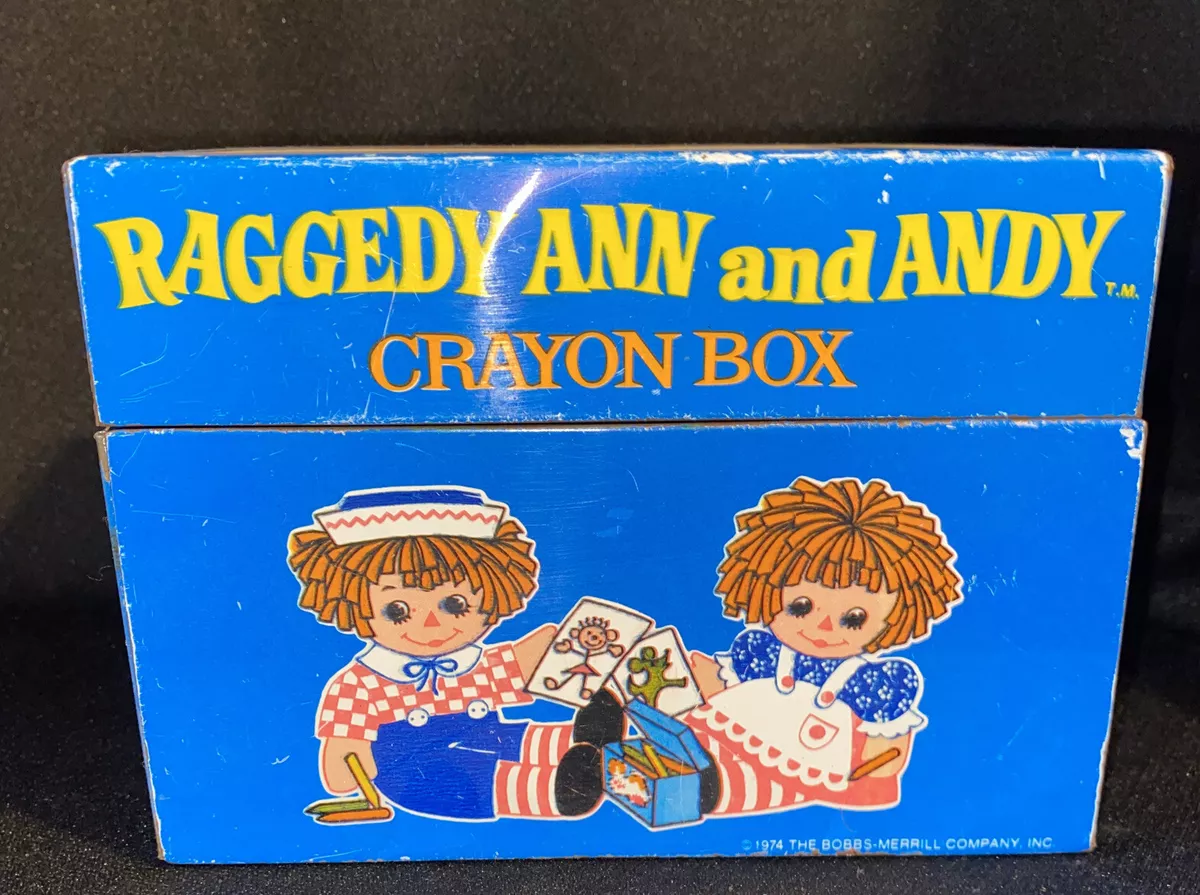 RAGGEDY ANN and ANDY T.M.
CRAYON BOX
© 1974 THE BOBBS-MERRILL COMPANY, INC.